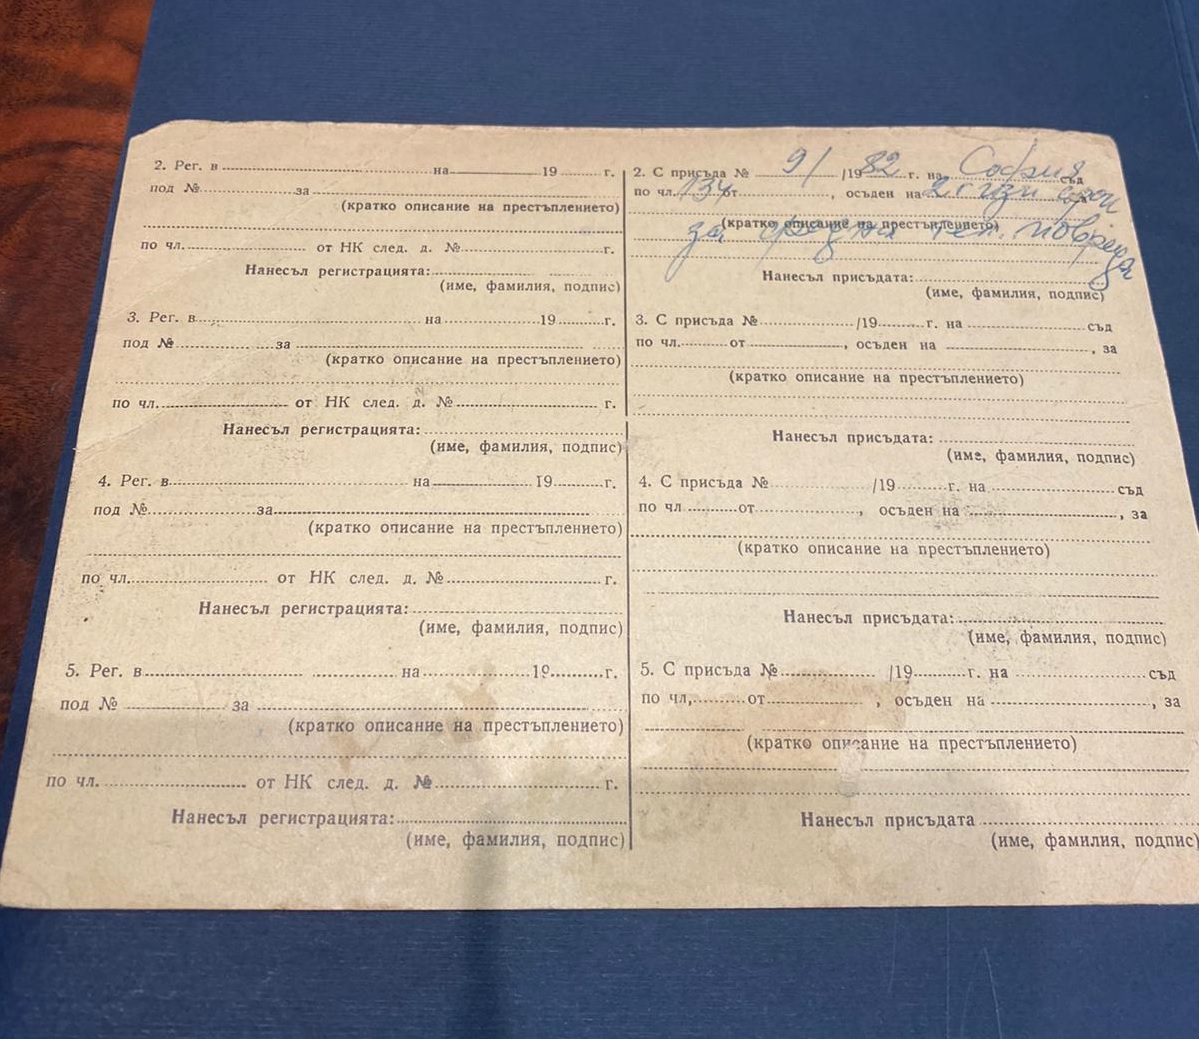 2. Рег. в ........ на ........ 19 ........ г.
под № ........ за ........
(кратко описание на престъплението)
по чл. ........ от НК след. д. № ........ г.
Нанесъл регистрацията: ........
(име, фамилия, подпис)
3. Рег. в ........ на ........ 19 ........ г.
под № ........ за ........
(кратко описание на престъплението)
по чл. ........ от НК след. д. № ........ г.
Нанесъл регистрацията: ........
(име, фамилия, подпис)
4. Рег. в ........ на ........ 19 ........ г.
под № ........ за ........
(кратко описание на престъплението)
по чл. ........ от НК след. д. № ........ г.
Нанесъл регистрацията: ........
(име, фамилия, подпис)
5. Рег. в ........ на ........ 19 ........ г.
под № ........ за ........
(кратко описание на престъплението)
по чл. ........ от НК след. д. № ........ г.
Нанесъл регистрацията: ........
(име, фамилия, подпис)
2. С присъда № 9/ /1982 г. на София съд
по чл. 134 от ........, осъден на 2 г
(кратко описание на престъплението)
за средна тел. повреда
Нанесъл присъдата: ........
(име, фамилия, подпис)
3. С присъда № ........ /19 ........ г. на ........ съд
по чл. ........ от ........, осъден на ........, за
(кратко описание на престъплението)
Нанесъл присъдата: ........
(име, фамилия, подпис)
4. С присъда № ........ /19 ........ г. на ........ съд
по чл ........ от ........, осъден на ........, за
(кратко описание на престъплението)
Нанесъл присъдата: ........
(име, фамилия, подпис)
5. С присъда № ........ /19 ........ г. на ........ съд
по чл, ........ от ........, осъден на ........, за
(кратко описание на престъплението)
Нанесъл присъдата ........
(име, фамилия, подпис)